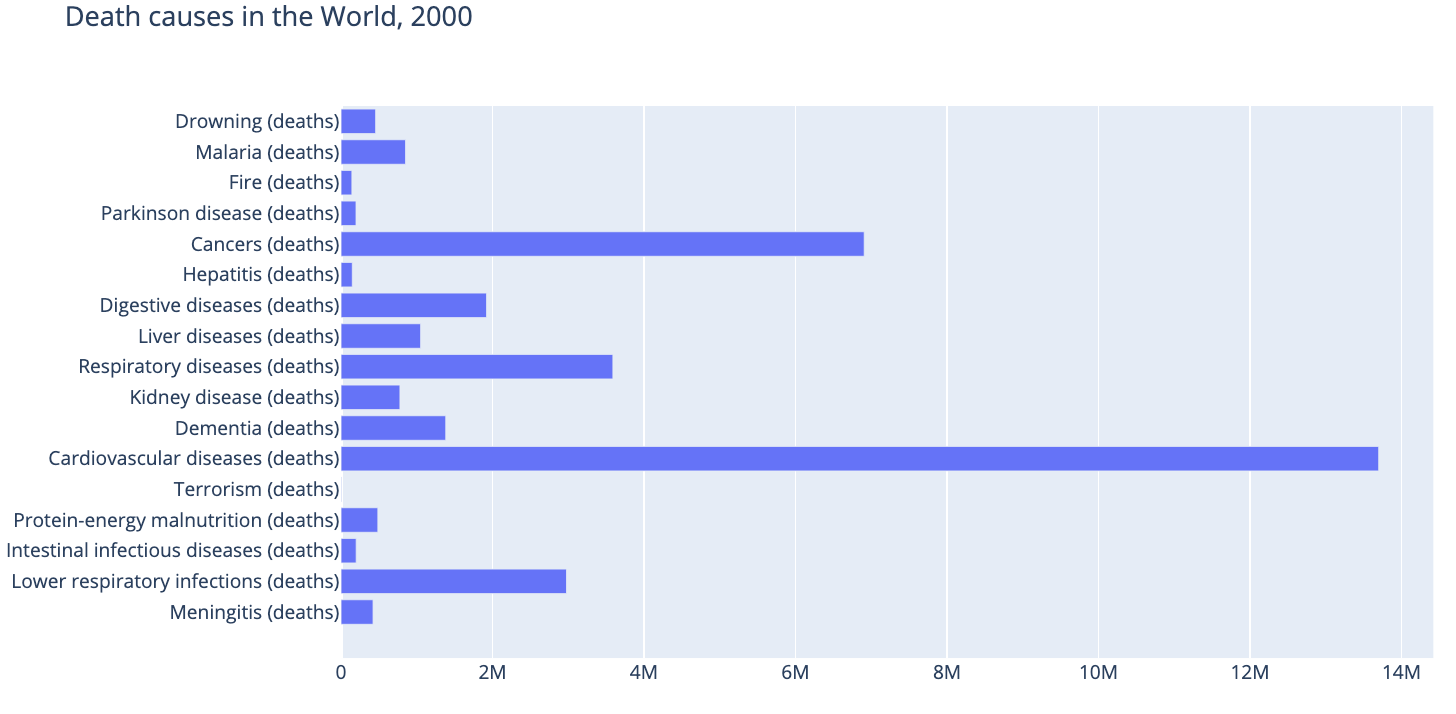 Death causes in the World, 2000
Drowning (deaths)
Malaria (deaths)
Fire (deaths)
Parkinson disease (deaths)
Cancers (deaths)
Hepatitis (deaths)
Digestive diseases (deaths)
Liver diseases (deaths)
Respiratory diseases (deaths)
Kidney disease (deaths)
Dementia (deaths)
Cardiovascular diseases (deaths)
Terrorism (deaths)
Protein-energy malnutrition (deaths)
Intestinal infectious diseases (deaths)
Lower respiratory infections (deaths)
Meningitis (deaths)
0 2M 4M 6M 8M 10M 12M 14M